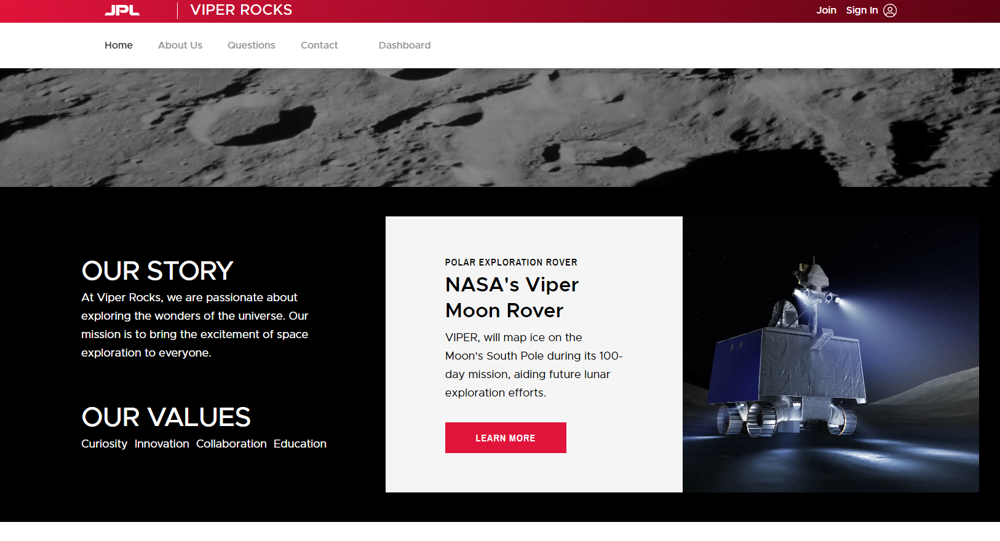 JPL
VIPER ROCKS
Join
Sign In
Home
About Us
Questions
Contact
Dashboard
OUR STORY
At Viper Rocks, we are passionate about
exploring the wonders of the universe. Our
mission is to bring the excitement of space
exploration to everyone.
OUR VALUES
Curiosity Innovation Collaboration Education
POLAR EXPLORATION ROVER
NASA's Viper
Moon Rover
VIPER, will map ice on the
Moon's South Pole during its 100-
day mission, aiding future lunar
exploration efforts.
LEARN MORE